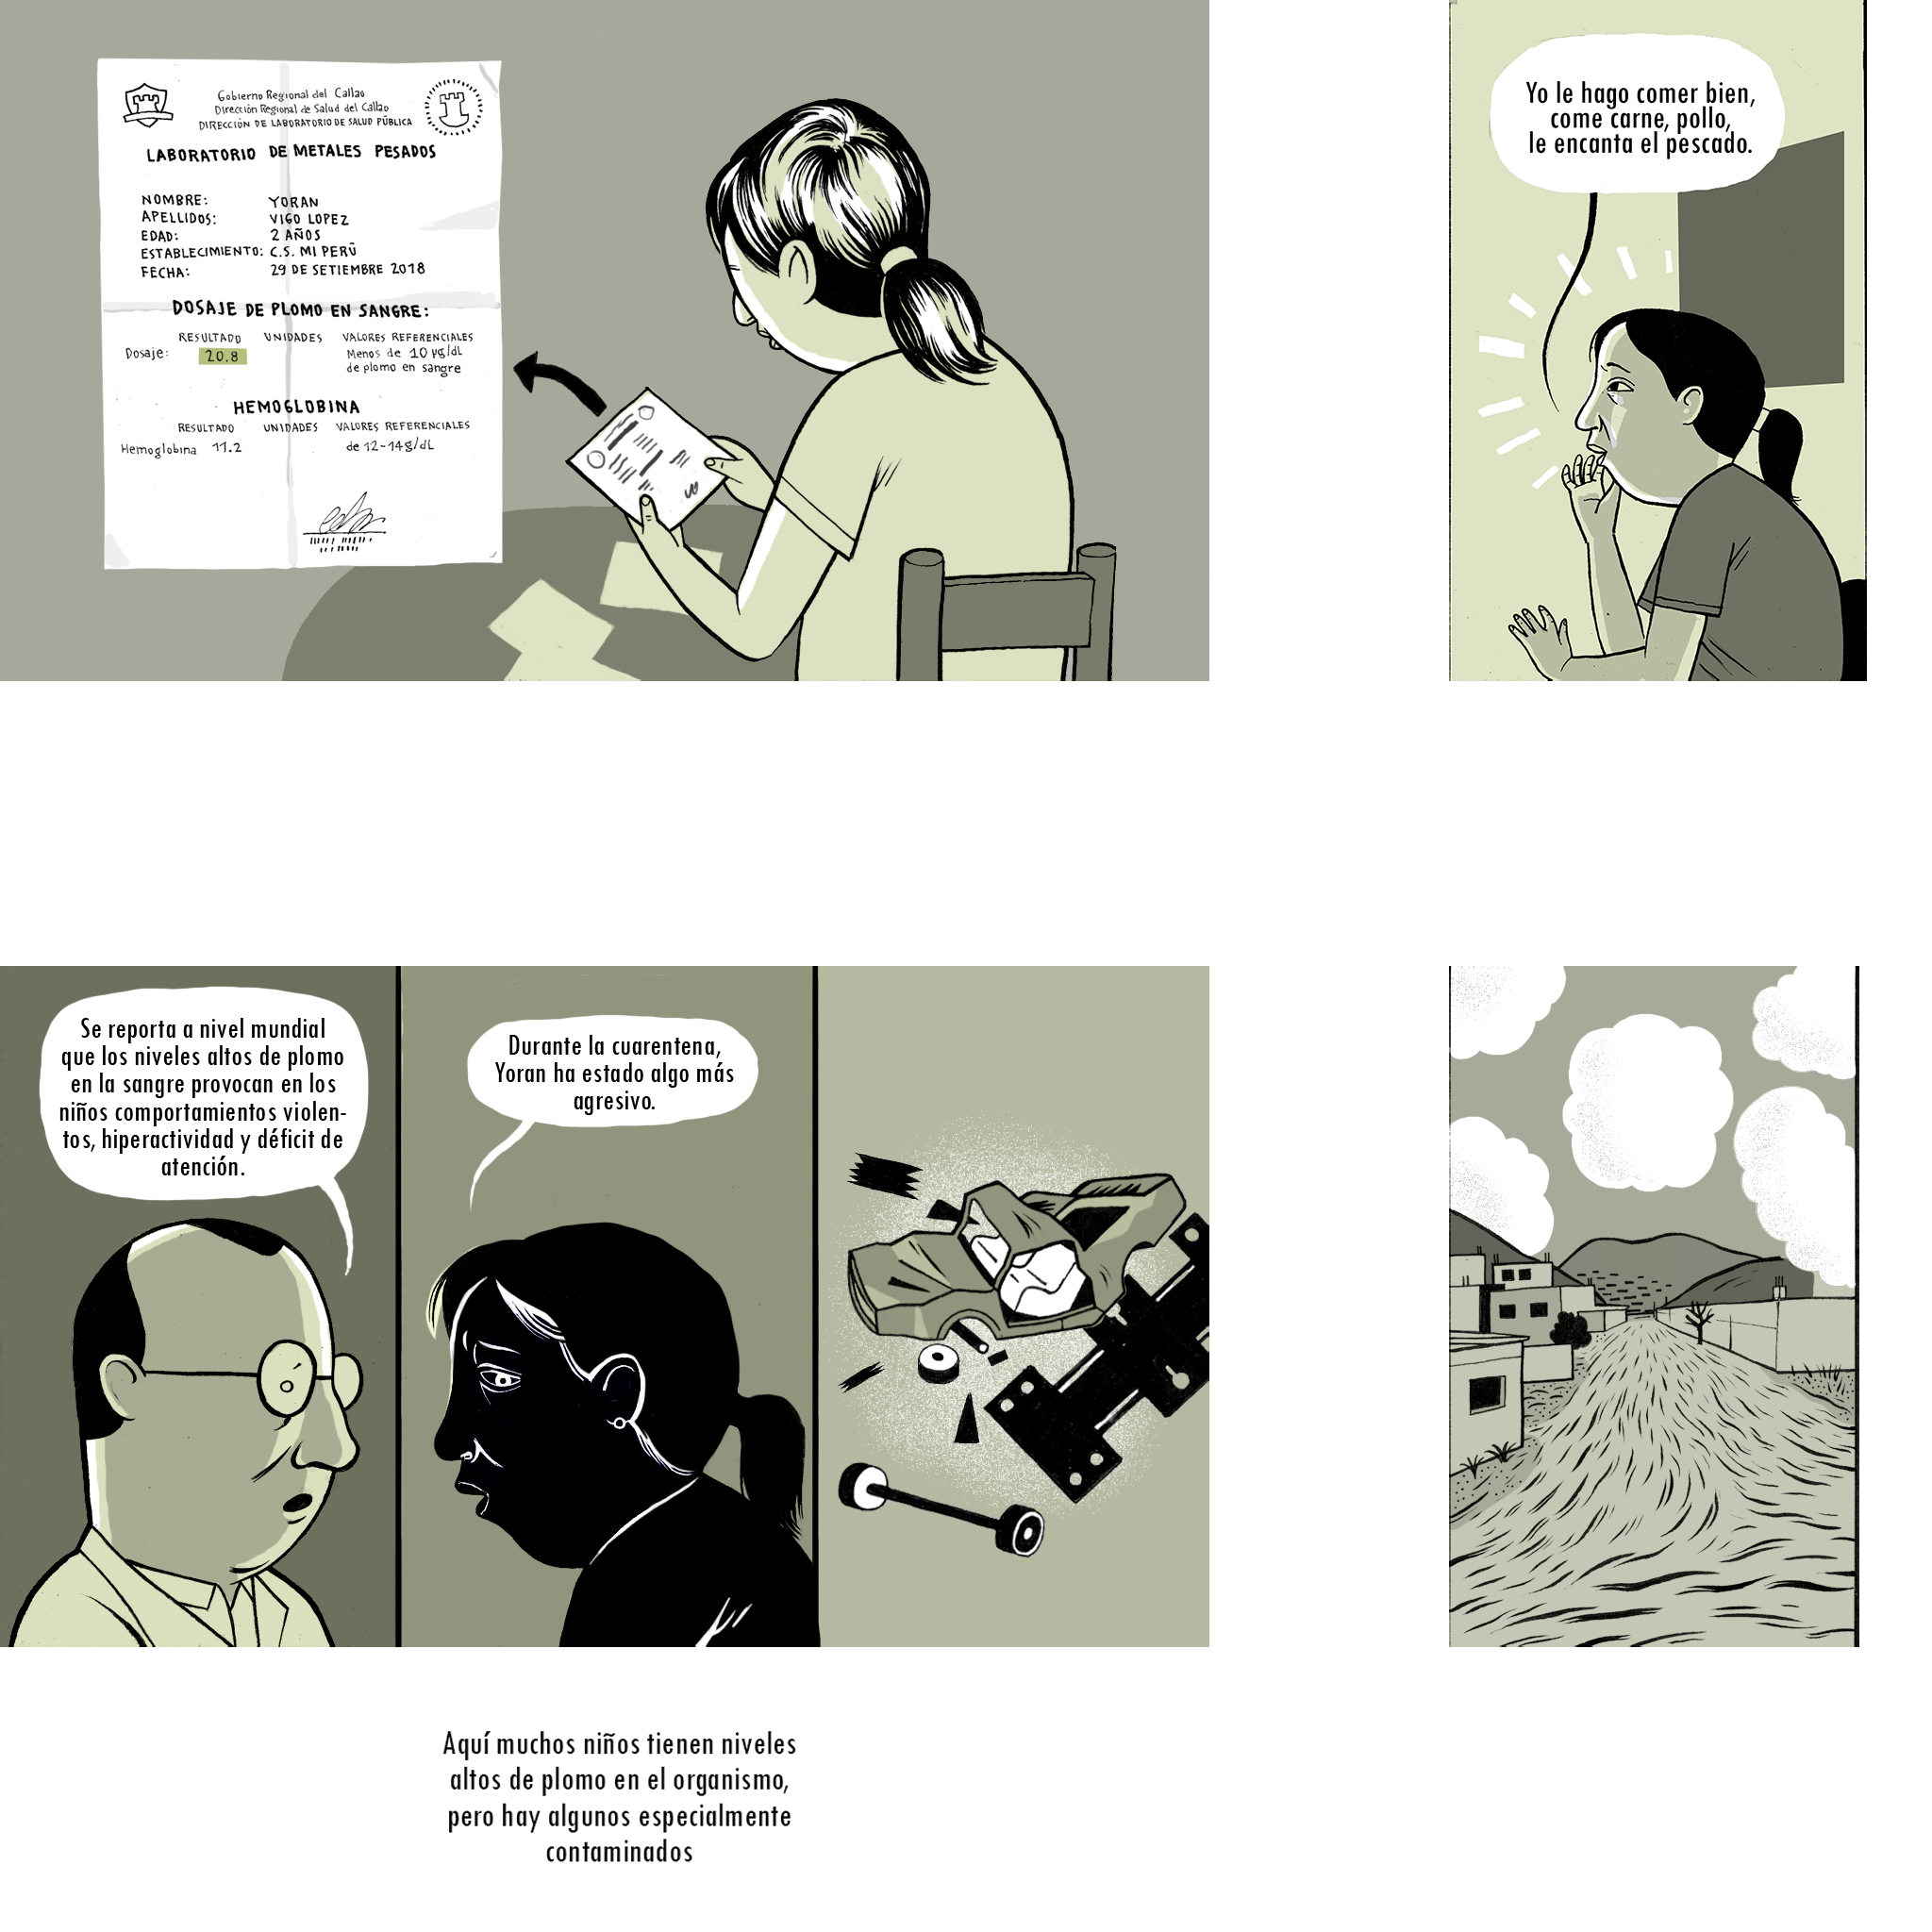 Gobierno Regional del Callao
Dirección Regional de Salud del Callao
DIRECCIÓN DE LABORATORIO DE SALUD PÚBLICA
LABORATORIO DE METALES PESADOS
NOMBRE: YORAN
APELLIDOS: VIGO LOPEZ
EDAD: 2 AÑOS
ESTABLECIMIENTO: C.S. MI PERÚ
FECHA: 29 DE SETIEMBRE 2018
DOSAJE DE PLOMO EN SANGRE:
RESULTADO UNIDADES VALORES REFERENCIALES
Dosaje: 20.8 Menos de 10 µg/dL
de plomo en sangre
HEMOGLOBINA
RESULTADO UNIDADES VALORES REFERENCIALES
Hemoglobina 11.2 de 12-14g/dL
Yo le hago comer bien,
come carne, pollo,
le encanta el pescado.
Se reporta a nivel mundial
que los niveles altos de plomo
en la sangre provocan en los
niños comportamientos violen-
tos, hiperactividad y déficit de
atención.
Durante la cuarentena,
Yoran ha estado algo más
agresivo.
Aquí muchos niños tienen niveles
altos de plomo en el organismo,
pero hay algunos especialmente
contaminados